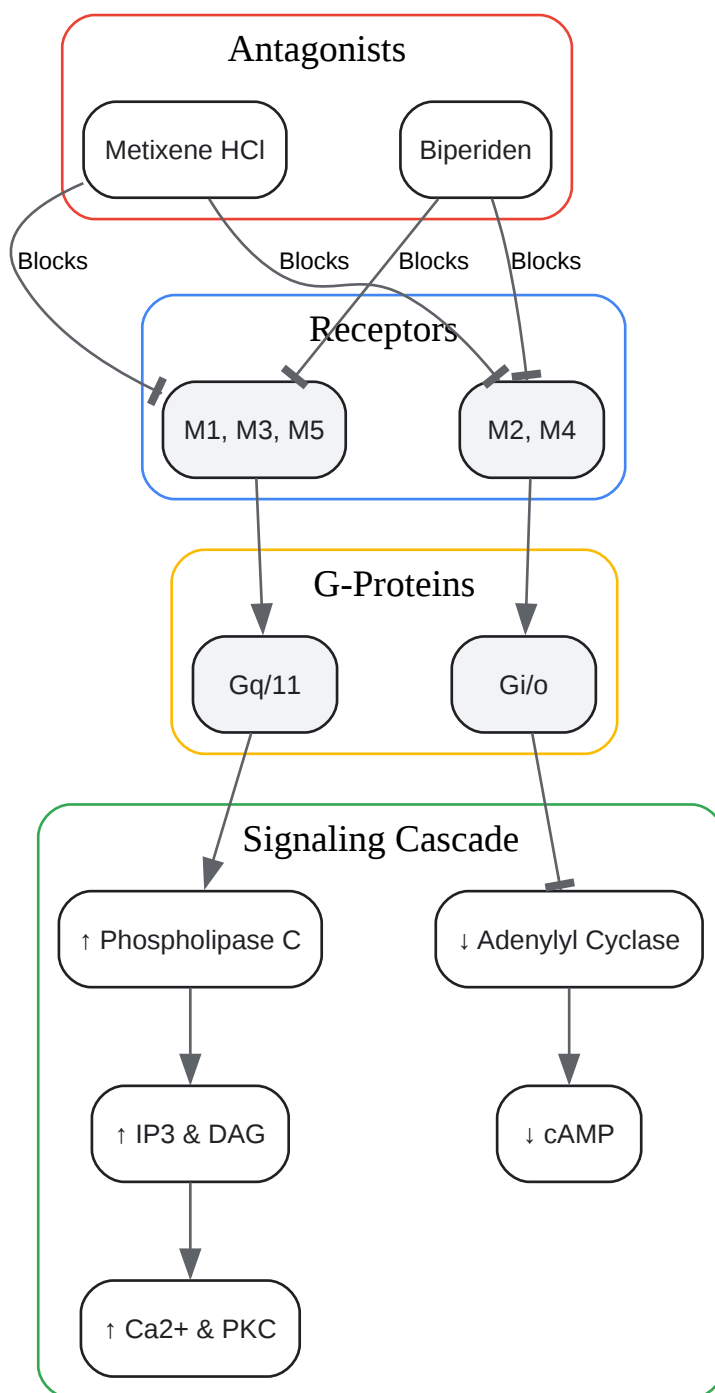 Antagonists
Metixene HCl
Biperiden
Blocks
Blocks
Blocks
Blocks
Receptors
M1, M3, M5
M2, M4
G-Proteins
Gq/11
Gi/o
Signaling Cascade
↑ Phospholipase C
↓ Adenylyl Cyclase
↑ IP3 & DAG
↓ cAMP
↑ Ca2+ & PKC